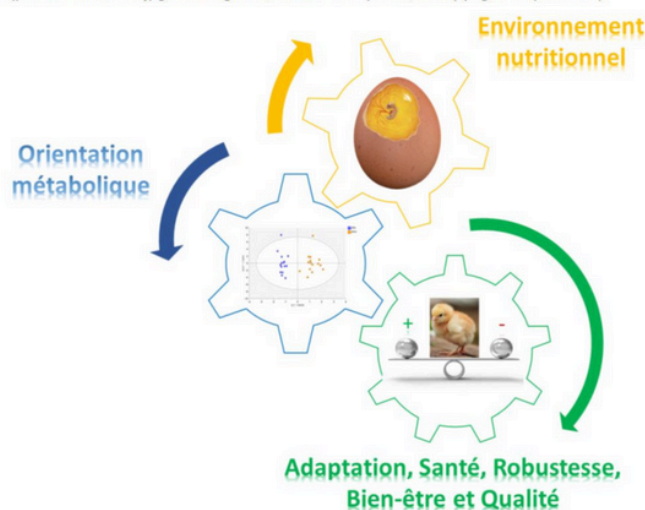 Environnement
nutritionnel
Orientation
métabolique
+
-
Adaptation, Santé, Robustesse,
Bien-être et Qualité